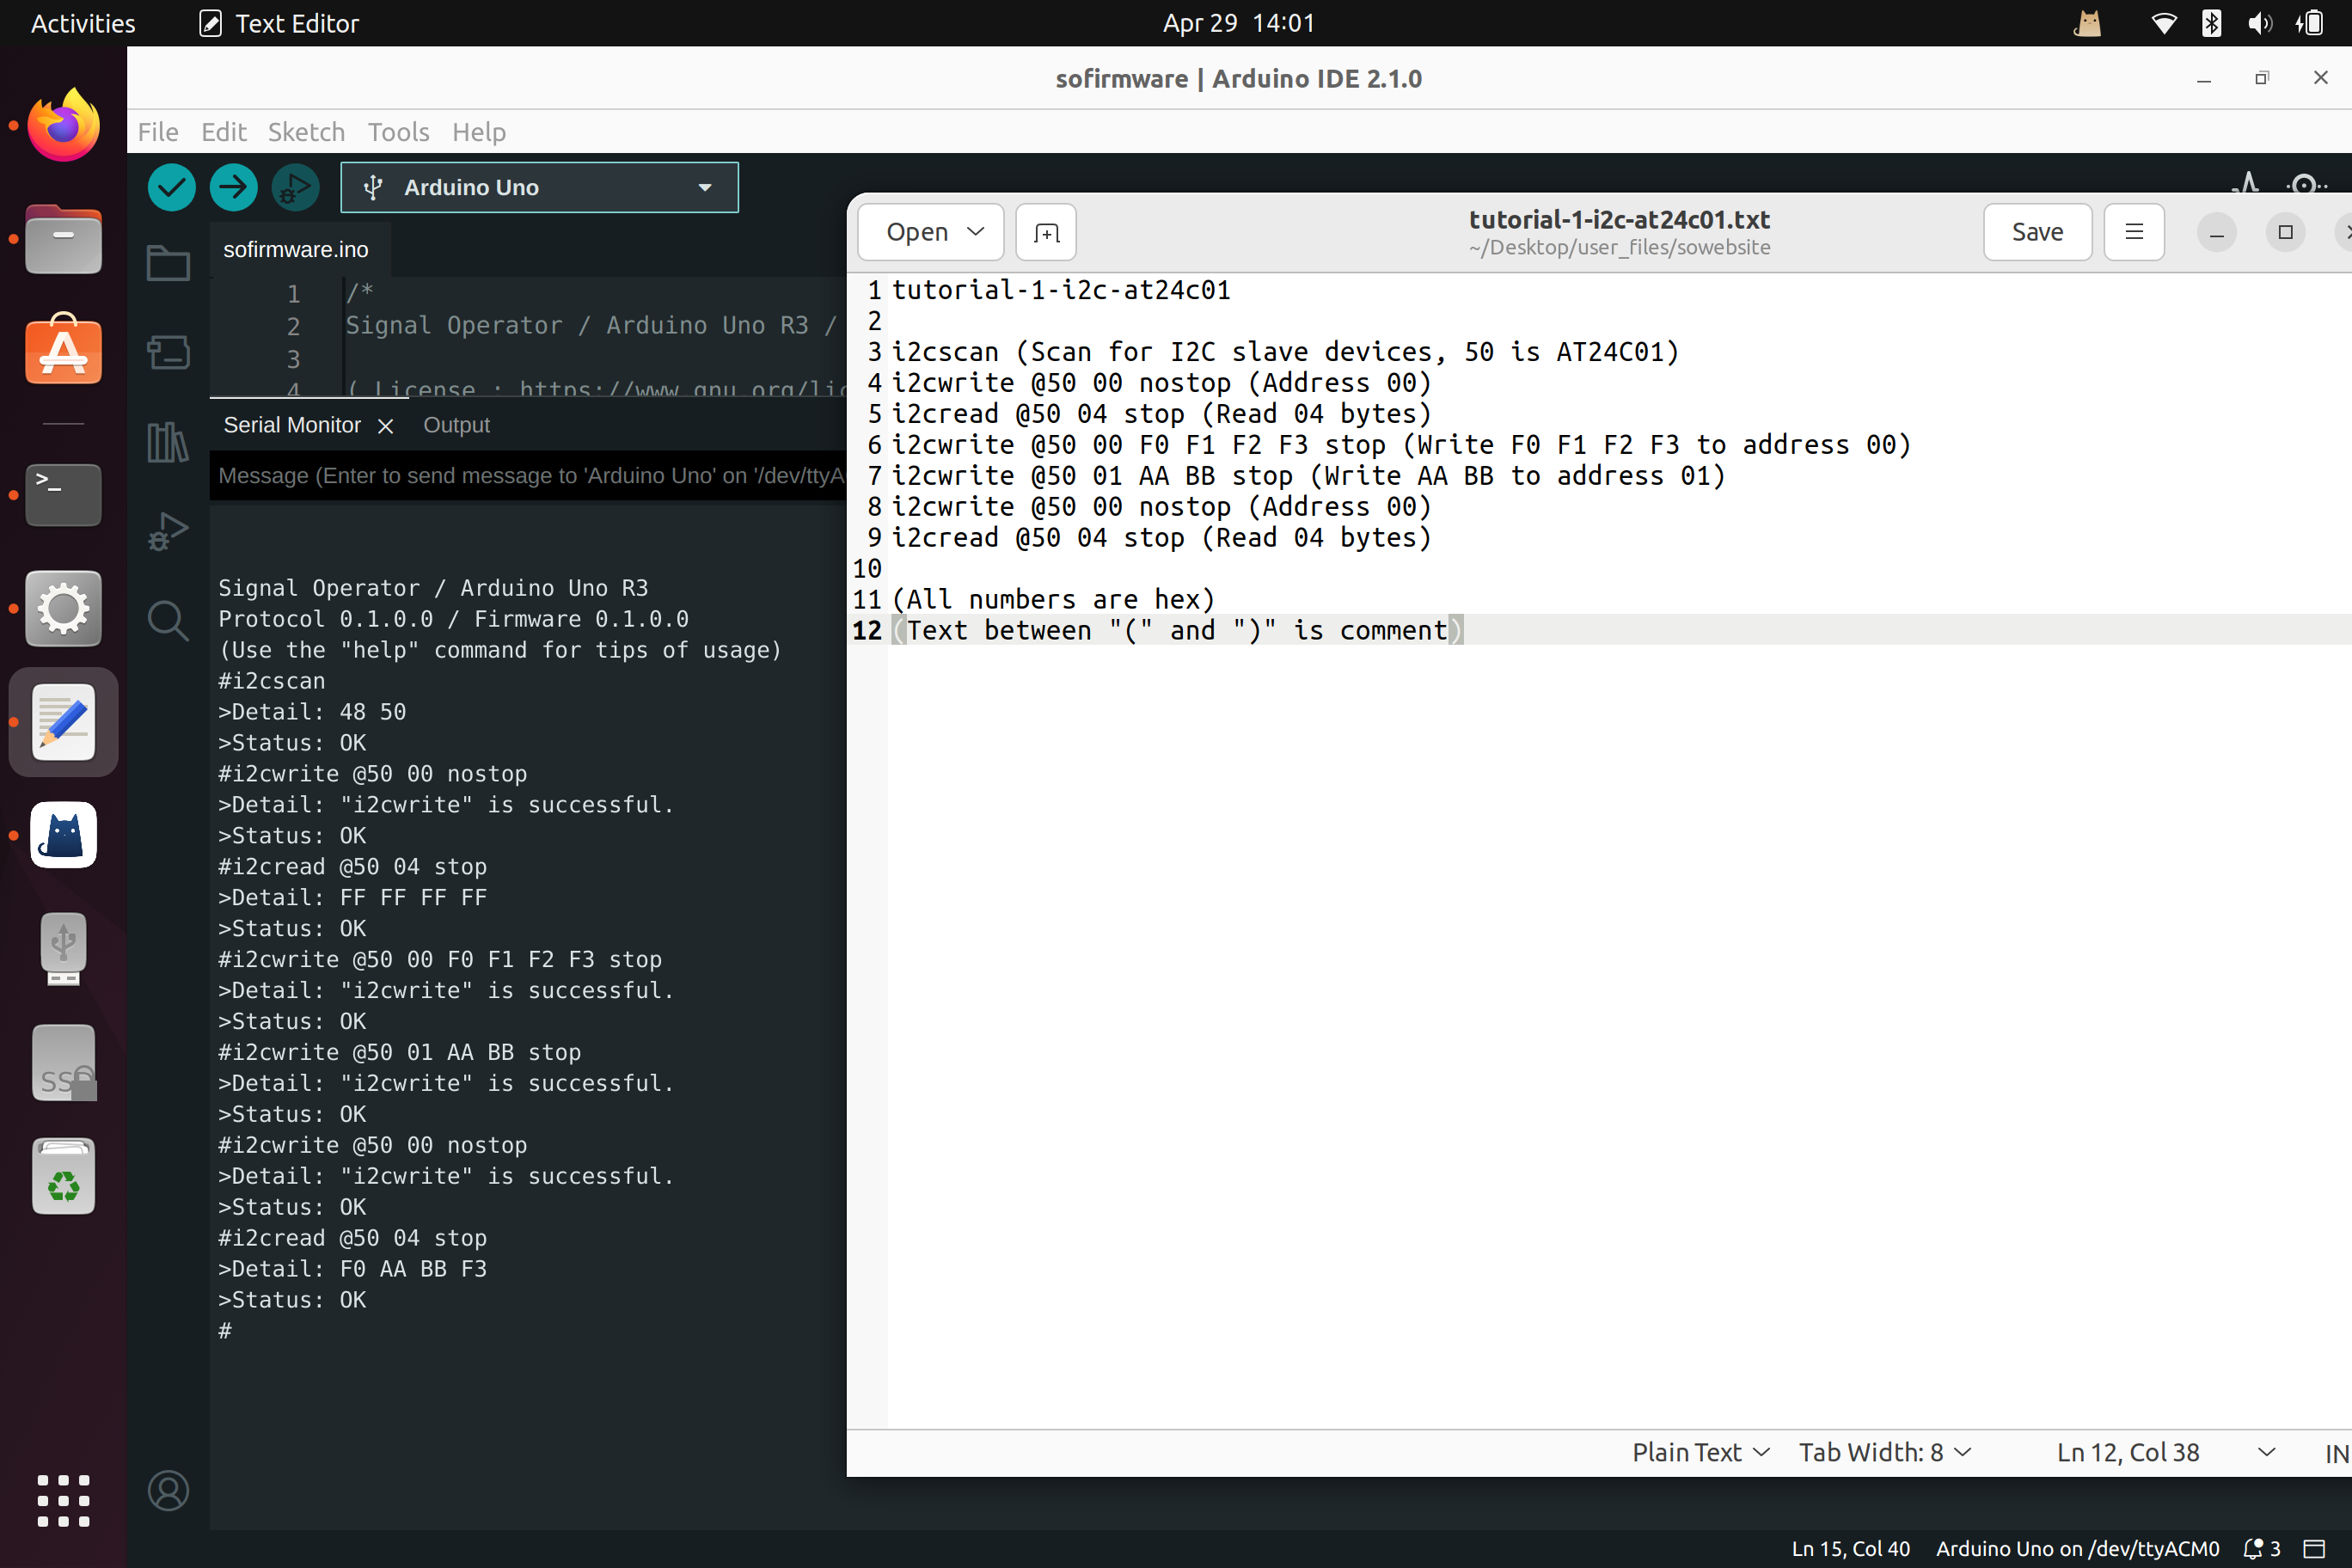 Activities Text Editor Apr 29 14:01
sofirmware | Arduino IDE 2.1.0
File Edit Sketch Tools Help
Arduino Uno
sofirmware.ino
1 /*
2 Signal Operator / Arduino Uno R3 /
3
4 ( License : https://www.gnu.org/lic
Serial Monitor Output
Message (Enter to send message to 'Arduino Uno' on '/dev/ttyA
Signal Operator / Arduino Uno R3
Protocol 0.1.0.0 / Firmware 0.1.0.0
(Use the "help" command for tips of usage)
#i2cscan
>Detail: 48 50
>Status: OK
#i2cwrite @50 00 nostop
>Detail: "i2cwrite" is successful.
>Status: OK
#i2cread @50 04 stop
>Detail: FF FF FF FF
>Status: OK
#i2cwrite @50 00 F0 F1 F2 F3 stop
>Detail: "i2cwrite" is successful.
>Status: OK
#i2cwrite @50 01 AA BB stop
>Detail: "i2cwrite" is successful.
>Status: OK
#i2cwrite @50 00 nostop
>Detail: "i2cwrite" is successful.
>Status: OK
#i2cread @50 04 stop
>Detail: F0 AA BB F3
>Status: OK
#
Open
tutorial-1-i2c-at24c01.txt
~/Desktop/user_files/sowebsite
Save
1 tutorial-1-i2c-at24c01
2
3 i2cscan (Scan for I2C slave devices, 50 is AT24C01)
4 i2cwrite @50 00 nostop (Address 00)
5 i2cread @50 04 stop (Read 04 bytes)
6 i2cwrite @50 00 F0 F1 F2 F3 stop (Write F0 F1 F2 F3 to address 00)
7 i2cwrite @50 01 AA BB stop (Write AA BB to address 01)
8 i2cwrite @50 00 nostop (Address 00)
9 i2cread @50 04 stop (Read 04 bytes)
10
11 (All numbers are hex)
12 (Text between "(" and ")" is comment)
Plain Text Tab Width: 8 Ln 12, Col 38 IN
Ln 15, Col 40 Arduino Uno on /dev/ttyACM0 3